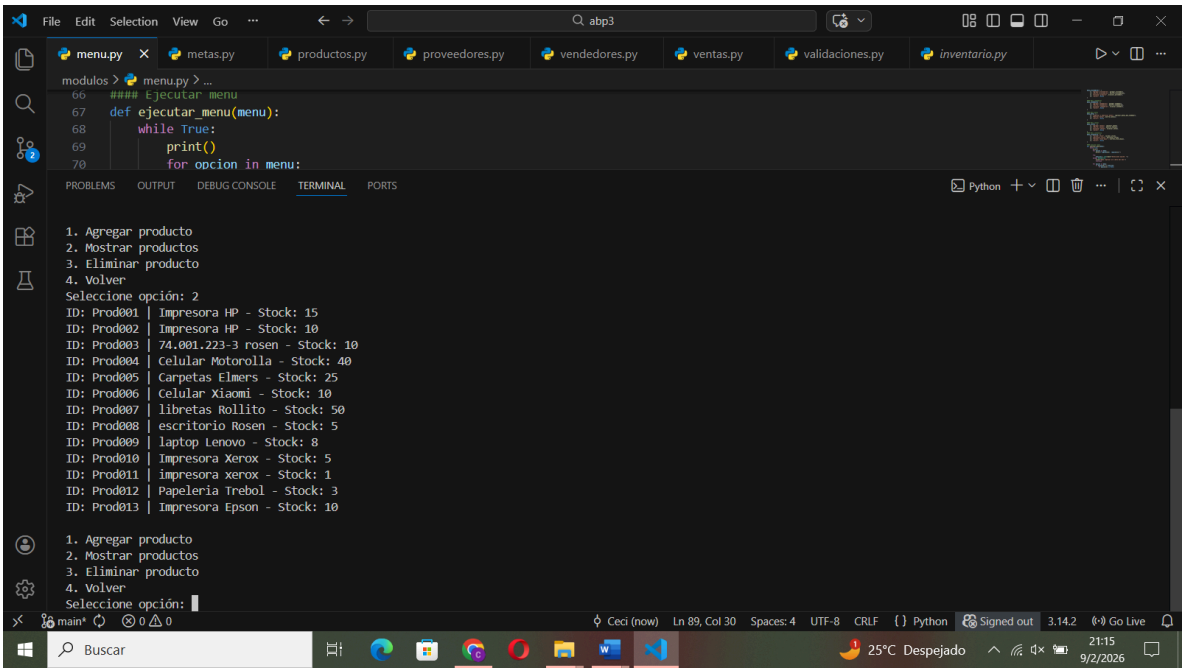 File Edit Selection View Go ··· abp3
menu.py metas.py productos.py proveedores.py vendedores.py ventas.py validaciones.py inventario.py
modulos > menu.py > ...
66 #### Ejecutar menu
67 def ejecutar_menu(menu):
68 while True:
69 print()
70 for opcion in menu:
PROBLEMS OUTPUT DEBUG CONSOLE TERMINAL PORTS Python
1. Agregar producto
2. Mostrar productos
3. Eliminar producto
4. Volver
Seleccione opción: 2
ID: Prod001 | Impresora HP - Stock: 15
ID: Prod002 | Impresora HP - Stock: 10
ID: Prod003 | 74.001.223-3 rosen - Stock: 10
ID: Prod004 | Celular Motorolla - Stock: 40
ID: Prod005 | Carpetas Elmers - Stock: 25
ID: Prod006 | Celular Xiaomi - Stock: 10
ID: Prod007 | libretas Rollito - Stock: 50
ID: Prod008 | escritorio Rosen - Stock: 5
ID: Prod009 | laptop Lenovo - Stock: 8
ID: Prod010 | Impresora Xerox - Stock: 5
ID: Prod011 | impresora xerox - Stock: 1
ID: Prod012 | Papeleria Trebol - Stock: 3
ID: Prod013 | Impresora Epson - Stock: 10
1. Agregar producto
2. Mostrar productos
3. Eliminar producto
4. Volver
Seleccione opción:
2
main* 0 0 Ceci (now) Ln 89, Col 30 Spaces: 4 UTF-8 CRLF {} Python Signed out 3.14.2 Go Live
Buscar 25°C Despejado 21:15
9/2/2026